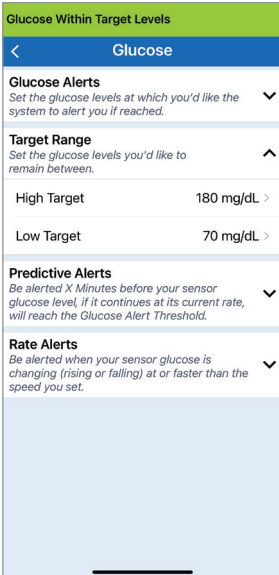 Glucose Within Target Levels
Glucose
Glucose Alerts
Set the glucose levels at which you'd like the
system to alert you if reached.
Target Range
Set the glucose levels you'd like to
remain between.
High Target 180 mg/dL
Low Target 70 mg/dL
Predictive Alerts
Be alerted X Minutes before your sensor
glucose level, if it continues at its current rate,
will reach the Glucose Alert Threshold.
Rate Alerts
Be alerted when your sensor glucose is
changing (rising or falling) at or faster than the
speed you set.